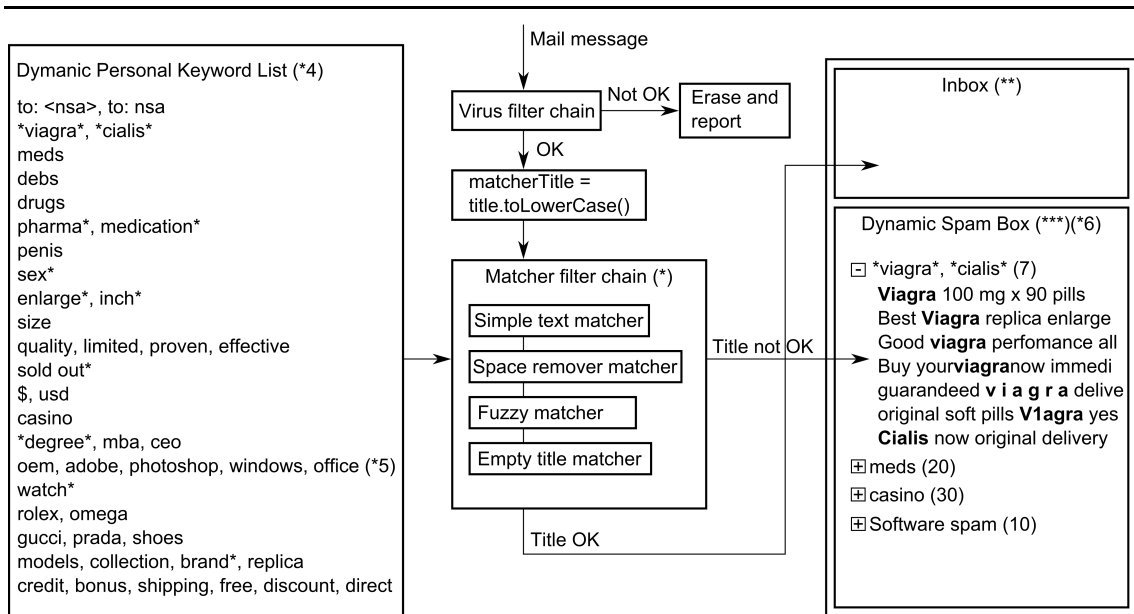 Dymanic Personal Keyword List (*4)
to: <nsa>, to: nsa
*viagra*, *cialis*
meds
debs
drugs
pharma*, medication*
penis
sex*
enlarge*, inch*
size
quality, limited, proven, effective
sold out*
$, usd
casino
*degree*, mba, ceo
oem, adobe, photoshop, windows, office (*5)
watch*
rolex, omega
gucci, prada, shoes
models, collection, brand*, replica
credit, bonus, shipping, free, discount, direct
Mail message
Virus filter chain
Not OK
Erase and
report
OK
matcherTitle =
title.toLowerCase()
Matcher filter chain (*)
Simple text matcher
Space remover matcher
Fuzzy matcher
Empty title matcher
Title not OK
Title OK
Inbox (**)
Dynamic Spam Box (***)(*6)
*viagra*, *cialis* (7)
Viagra 100 mg x 90 pills
Best Viagra replica enlarge
Good viagra perfomance all
Buy yourviagranow immedi
guarandeed v i a g r a delive
original soft pills V1agra yes
Cialis now original delivery
meds (20)
casino (30)
Software spam (10)